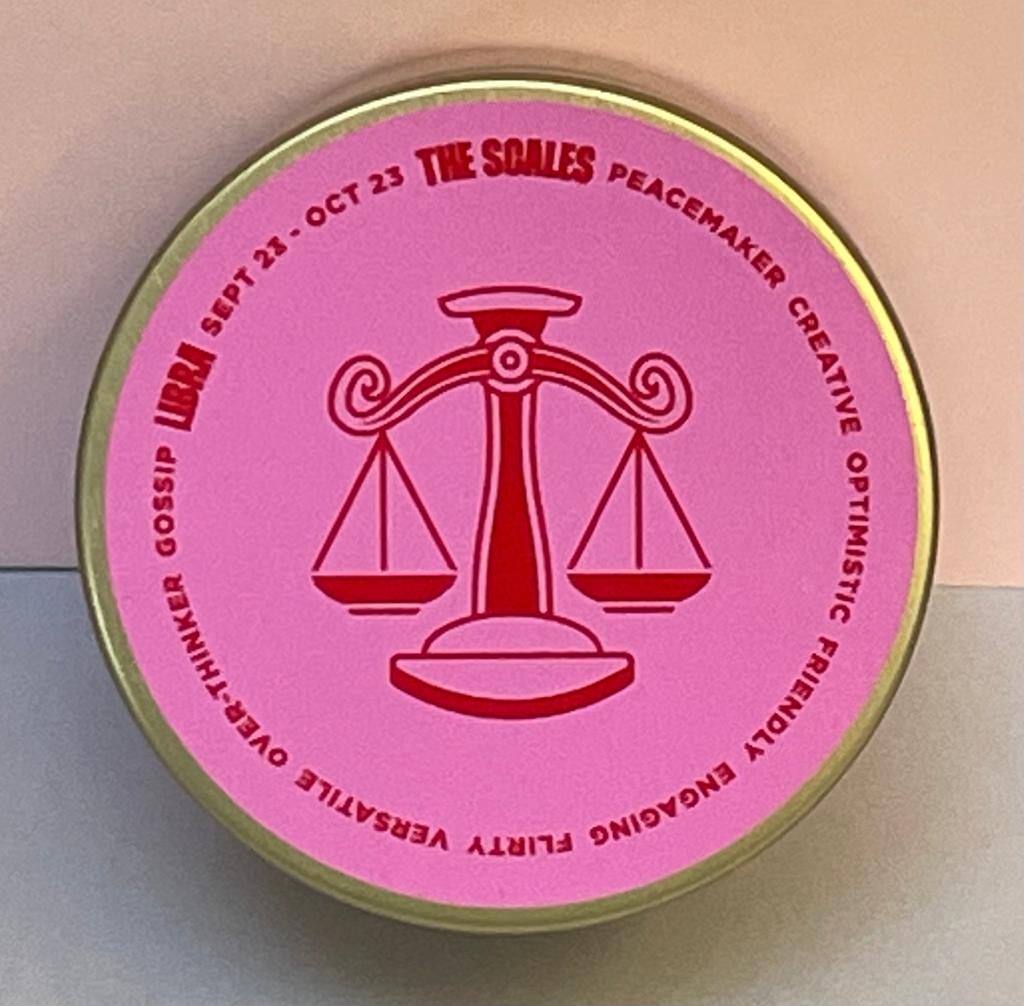 LIBRA SEPT 23 - OCT 23 THE SCALES PEACEMAKER CREATIVE OPTIMISTIC FRIENDLY ENGAGING FLIRTY VERSATILE OVER-THINKER GOSSIP